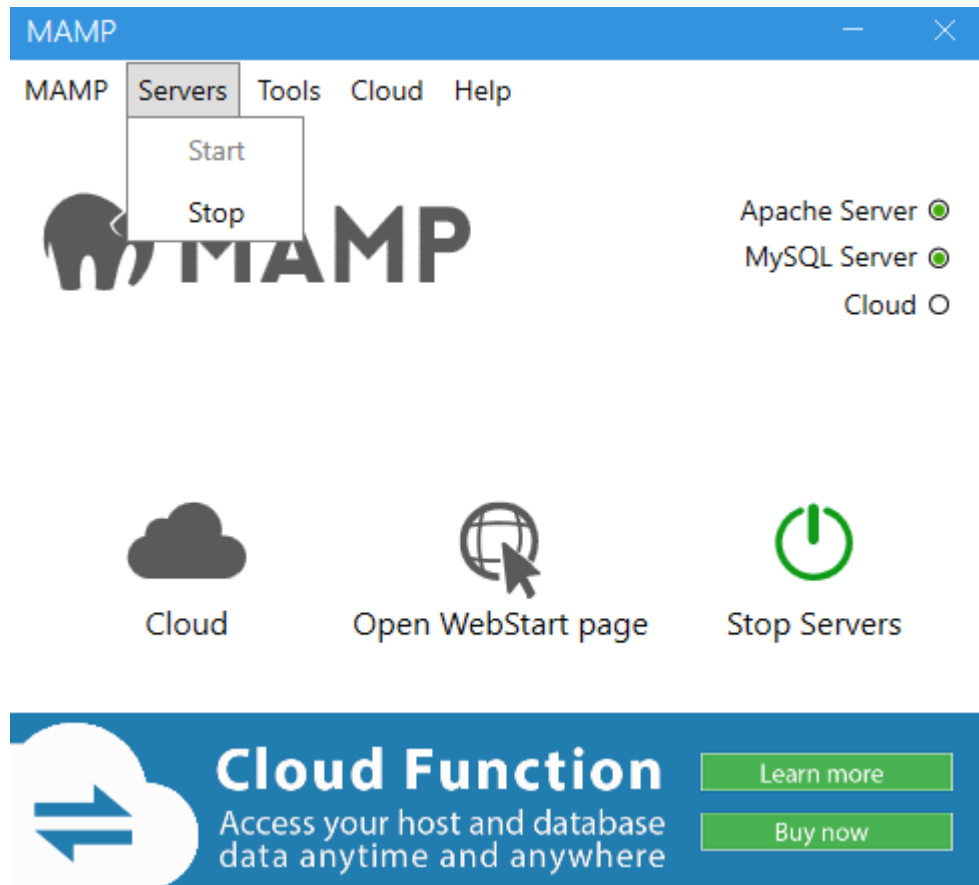 MAMP
MAMP Servers Tools Cloud Help
Start
Stop
MAMP
Apache Server
MySQL Server
Cloud
Cloud
Open WebStart page
Stop Servers
Cloud Function
Access your host and database
data anytime and anywhere
Learn more
Buy now